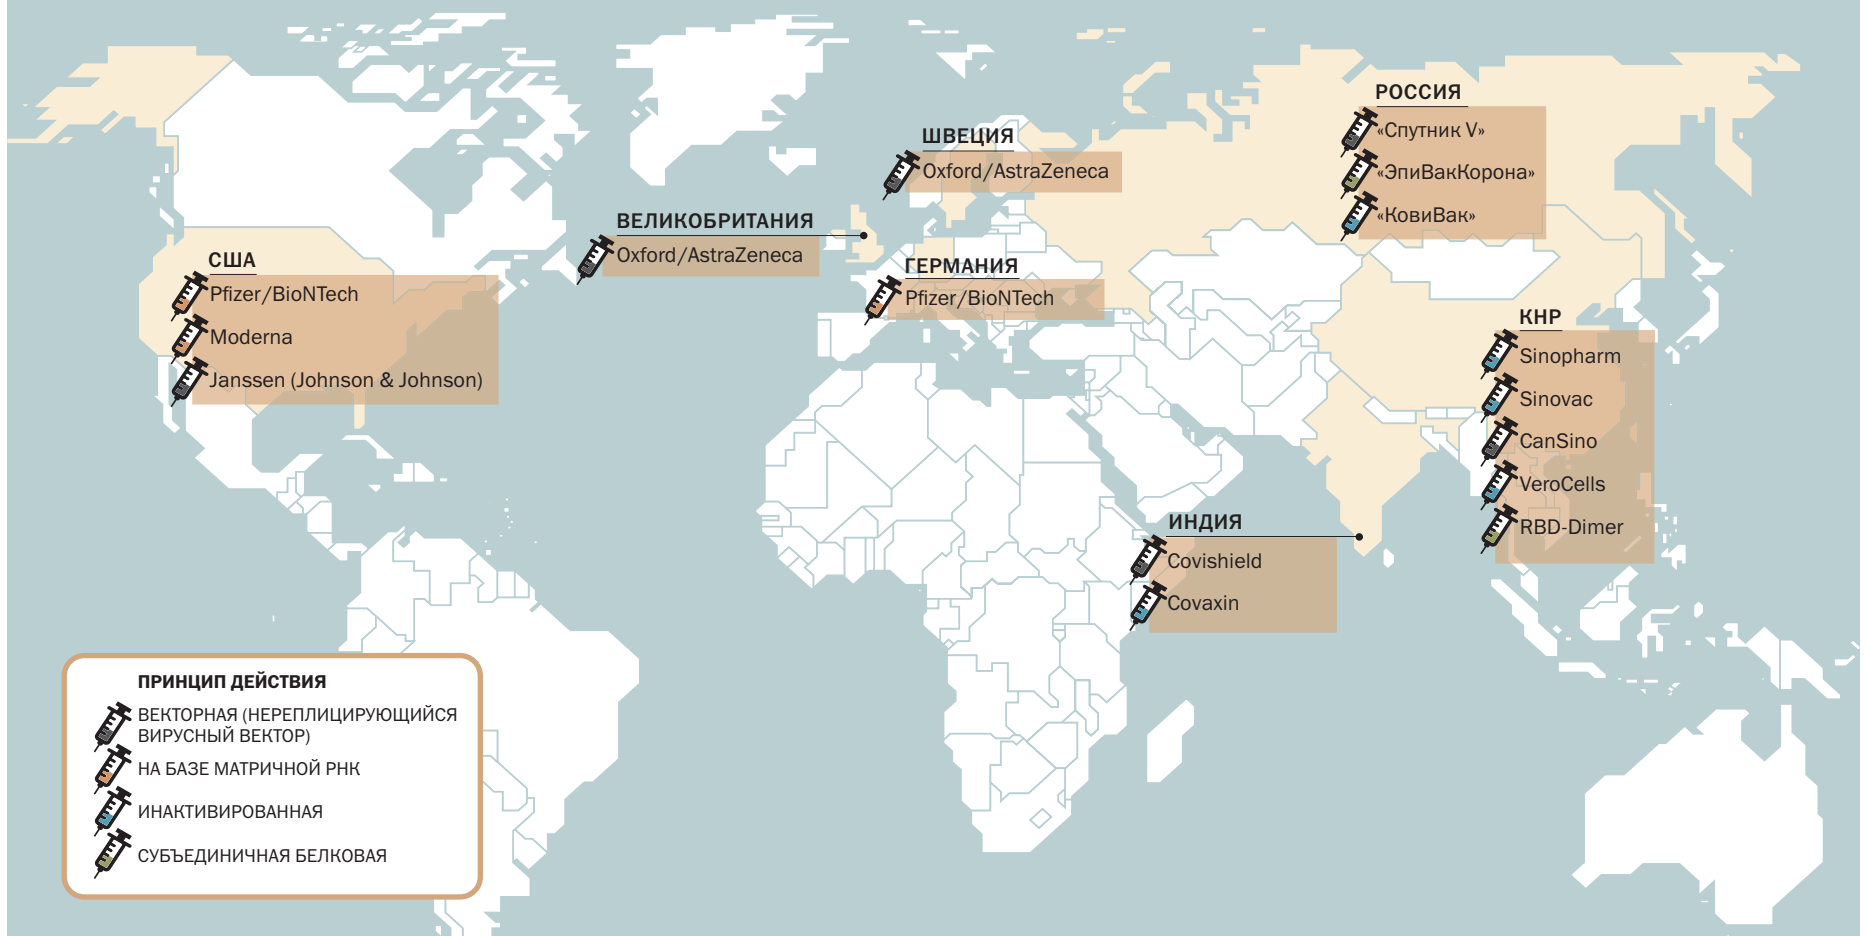 РОССИЯ
«Спутник V»
«ЭпиВакКорона»
«КовиВак»
ШВЕЦИЯ
Oxford/AstraZeneca
ВЕЛИКОБРИТАНИЯ
Oxford/AstraZeneca
США
Pfizer/BioNTech
Moderna
Janssen (Johnson & Johnson)
ГЕРМАНИЯ
Pfizer/BioNTech
КНР
Sinopharm
Sinovac
CanSino
VeroCells
RBD-Dimer
ИНДИЯ
Covishield
Covaxin
ПРИНЦИП ДЕЙСТВИЯ
ВЕКТОРНАЯ (НЕРЕПЛИЦИРУЮЩИЙСЯ
ВИРУСНЫЙ ВЕКТОР)
НА БАЗЕ МАТРИЧНОЙ РНК
ИНАКТИВИРОВАННАЯ
СУБЪЕДИНИЧНАЯ БЕЛКОВАЯ